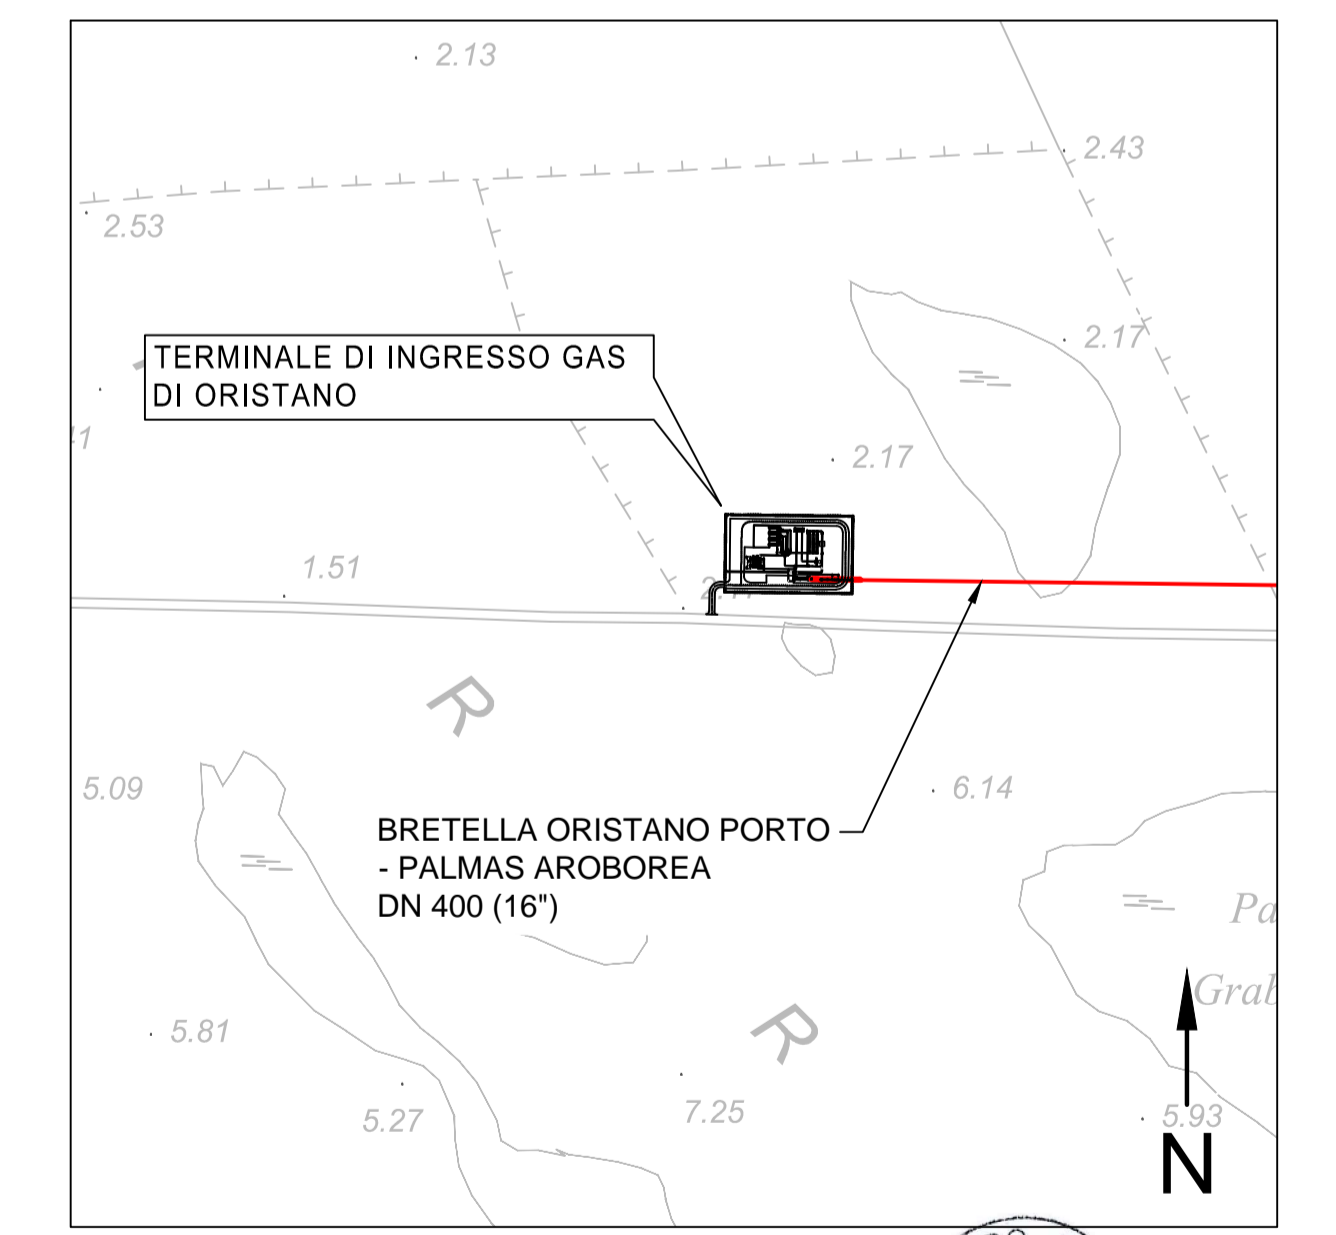 2.13
2.43
2.53
2.17
TERMINALE DI INGRESSO GAS
DI ORISTANO
2.17
1.51
R
5.09
6.14
BRETELLA ORISTANO PORTO
- PALMAS AROBOREA
DN 400 (16")
R
5.81
5.27
7.25
5.93
N